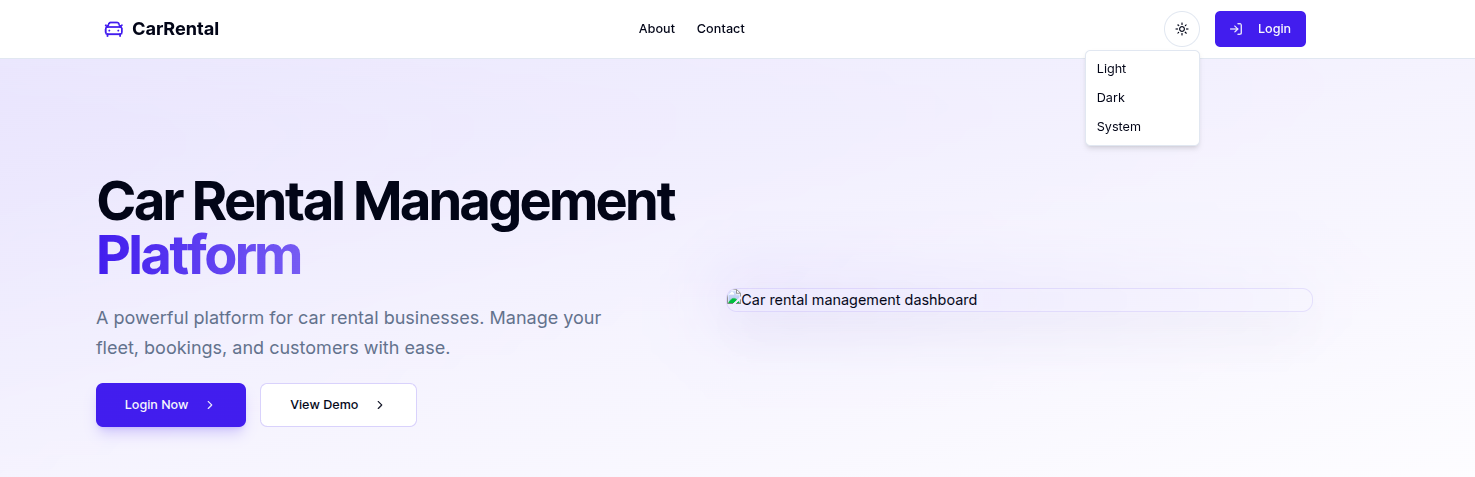 CarRental
About
Contact
Login
Light
Dark
System
Car Rental Management
Platform
A powerful platform for car rental businesses. Manage your
fleet, bookings, and customers with ease.
Login Now
View Demo
Car rental management dashboard